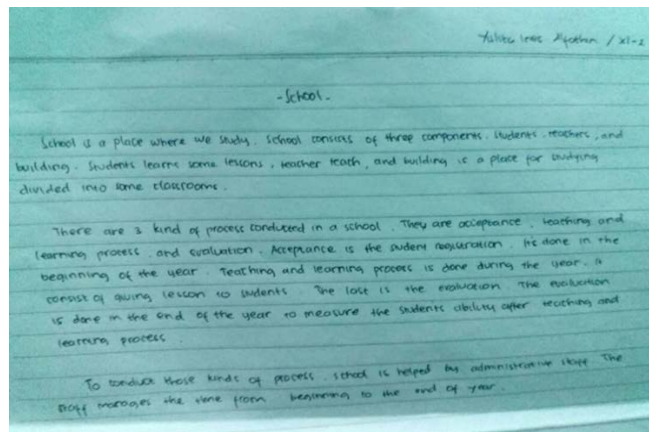 / XI-2
- School -
School is a place where we study. School consists of three components, students, teachers, and
building. Students learns some lessons, teacher teach, and building is a place for studying
divided into some classrooms.
There are 3 kind of process conducted in a school. They are acceptance, teaching and
learning process, and evaluation. Acceptance is the student registration. its done in the
beginning of the year. Teaching and learning process is done during the year. it
consist of giving lesson to students. The last is the evaluation. The evaluation
is done in the end of the year to measure the students ability after teaching and
learning process.
To conduct those kinds of process, school is helped by administrative staff. The
staff manages the time from beginning to the end of year.